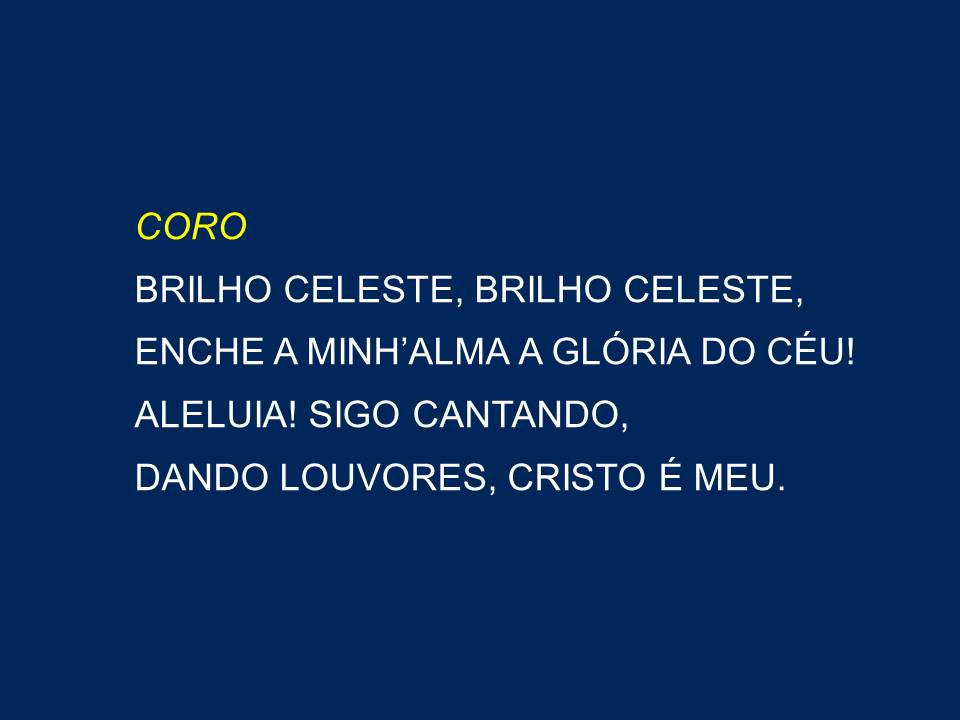 CORO
BRILHO CELESTE, BRILHO CELESTE,
ENCHE A MINH’ALMA A GLÓRIA DO CÉU!
ALELUIA! SIGO CANTANDO,
DANDO LOUVORES, CRISTO É MEU.